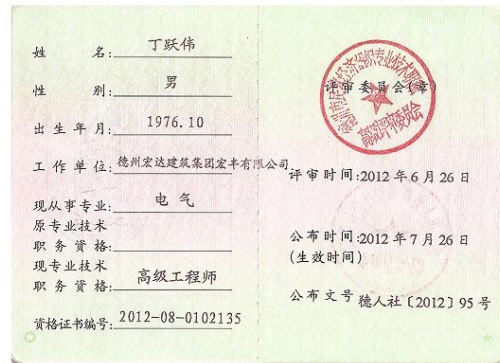 姓 名: 丁跃伟
性 别: 男
出生年月: 1976.10
工作单位: 德州宏达建筑集团宏丰有限公司
现从事专业: 电气
原专业技术
职务资格:
现专业技术
职务资格: 高级工程师
资格证书编号: 2012-08-0102135
评审委员会(章)
评审时间:2012年6月26日
公布时间:2012年7月26日
(生效时间)
公布文号 德人社〔2012〕95号